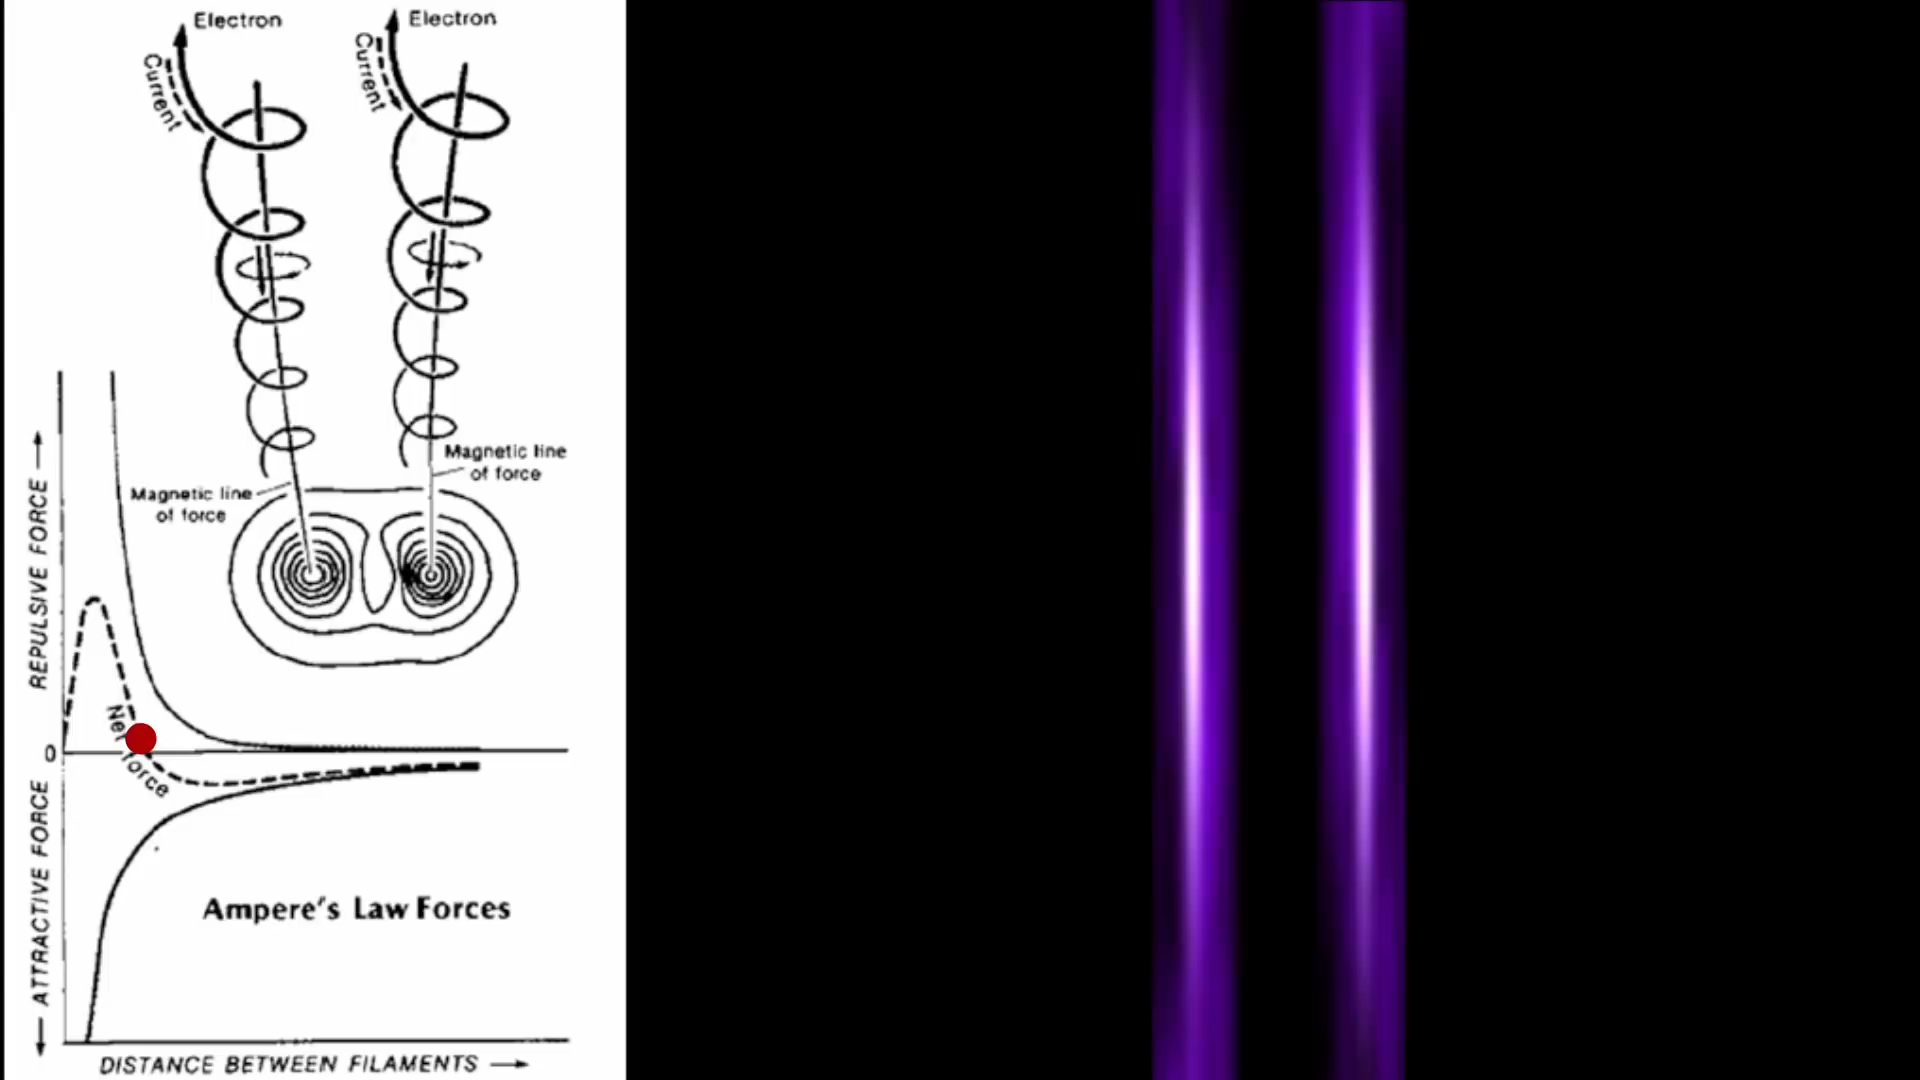 Electron
Electron
Current
Current
Magnetic line
of force
Magnetic line
of force
REPULSIVE FORCE
Net force
0
ATTRACTIVE FORCE
Ampere's Law Forces
DISTANCE BETWEEN FILAMENTS